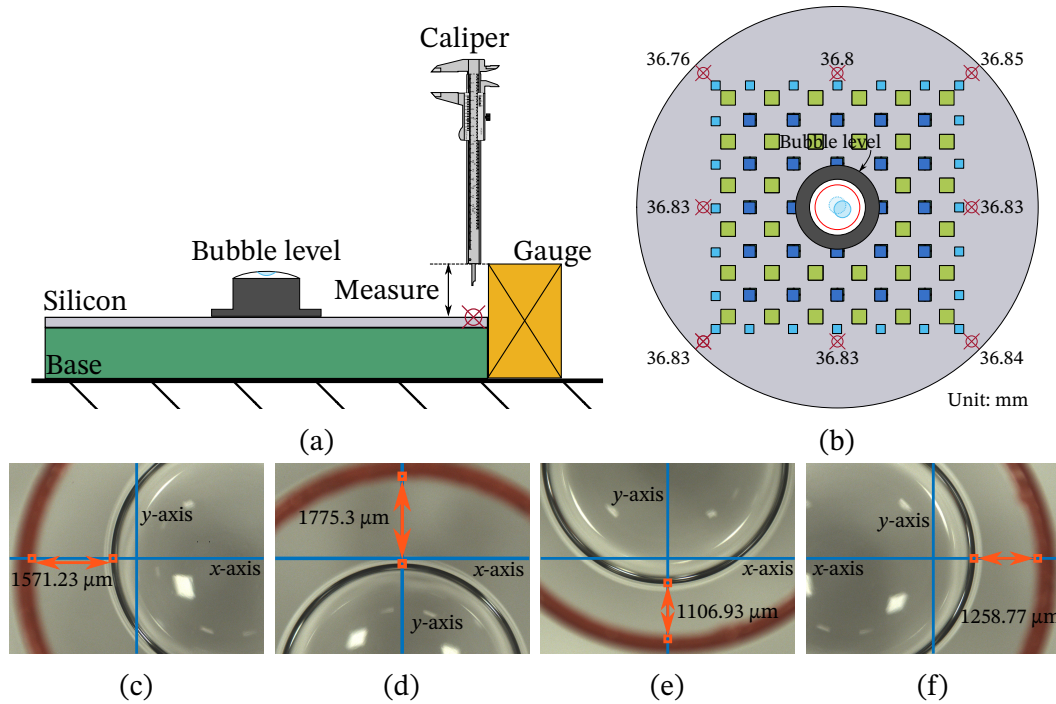 Caliper
Bubble level
Gauge
Measure
Silicon
Base
(a)
36.76
36.8
36.85
Bubble level
36.83
36.83
36.83
36.83
36.84
Unit: mm
(b)
y-axis
x-axis
1571.23 μm
(c)
1775.3 μm
x-axis
y-axis
(d)
y-axis
x-axis
1106.93 μm
(e)
y-axis
x-axis
1258.77 μm
(f)